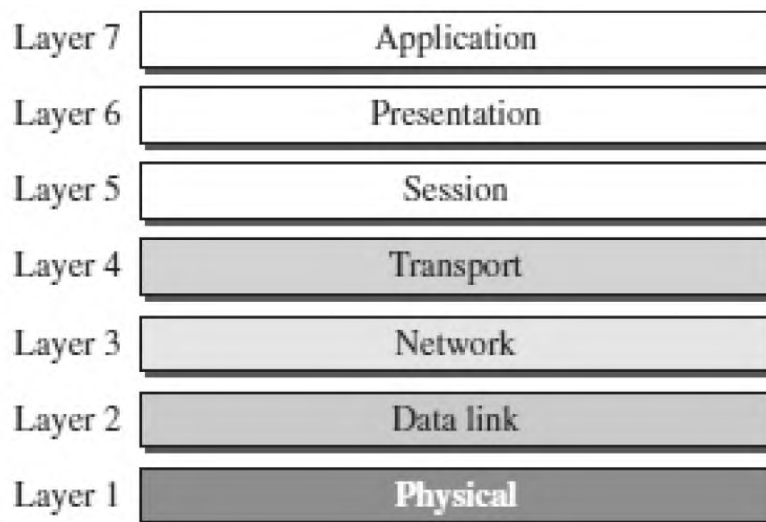 Layer 7 Application
Layer 6 Presentation
Layer 5 Session
Layer 4 Transport
Layer 3 Network
Layer 2 Data link
Layer 1 Physical